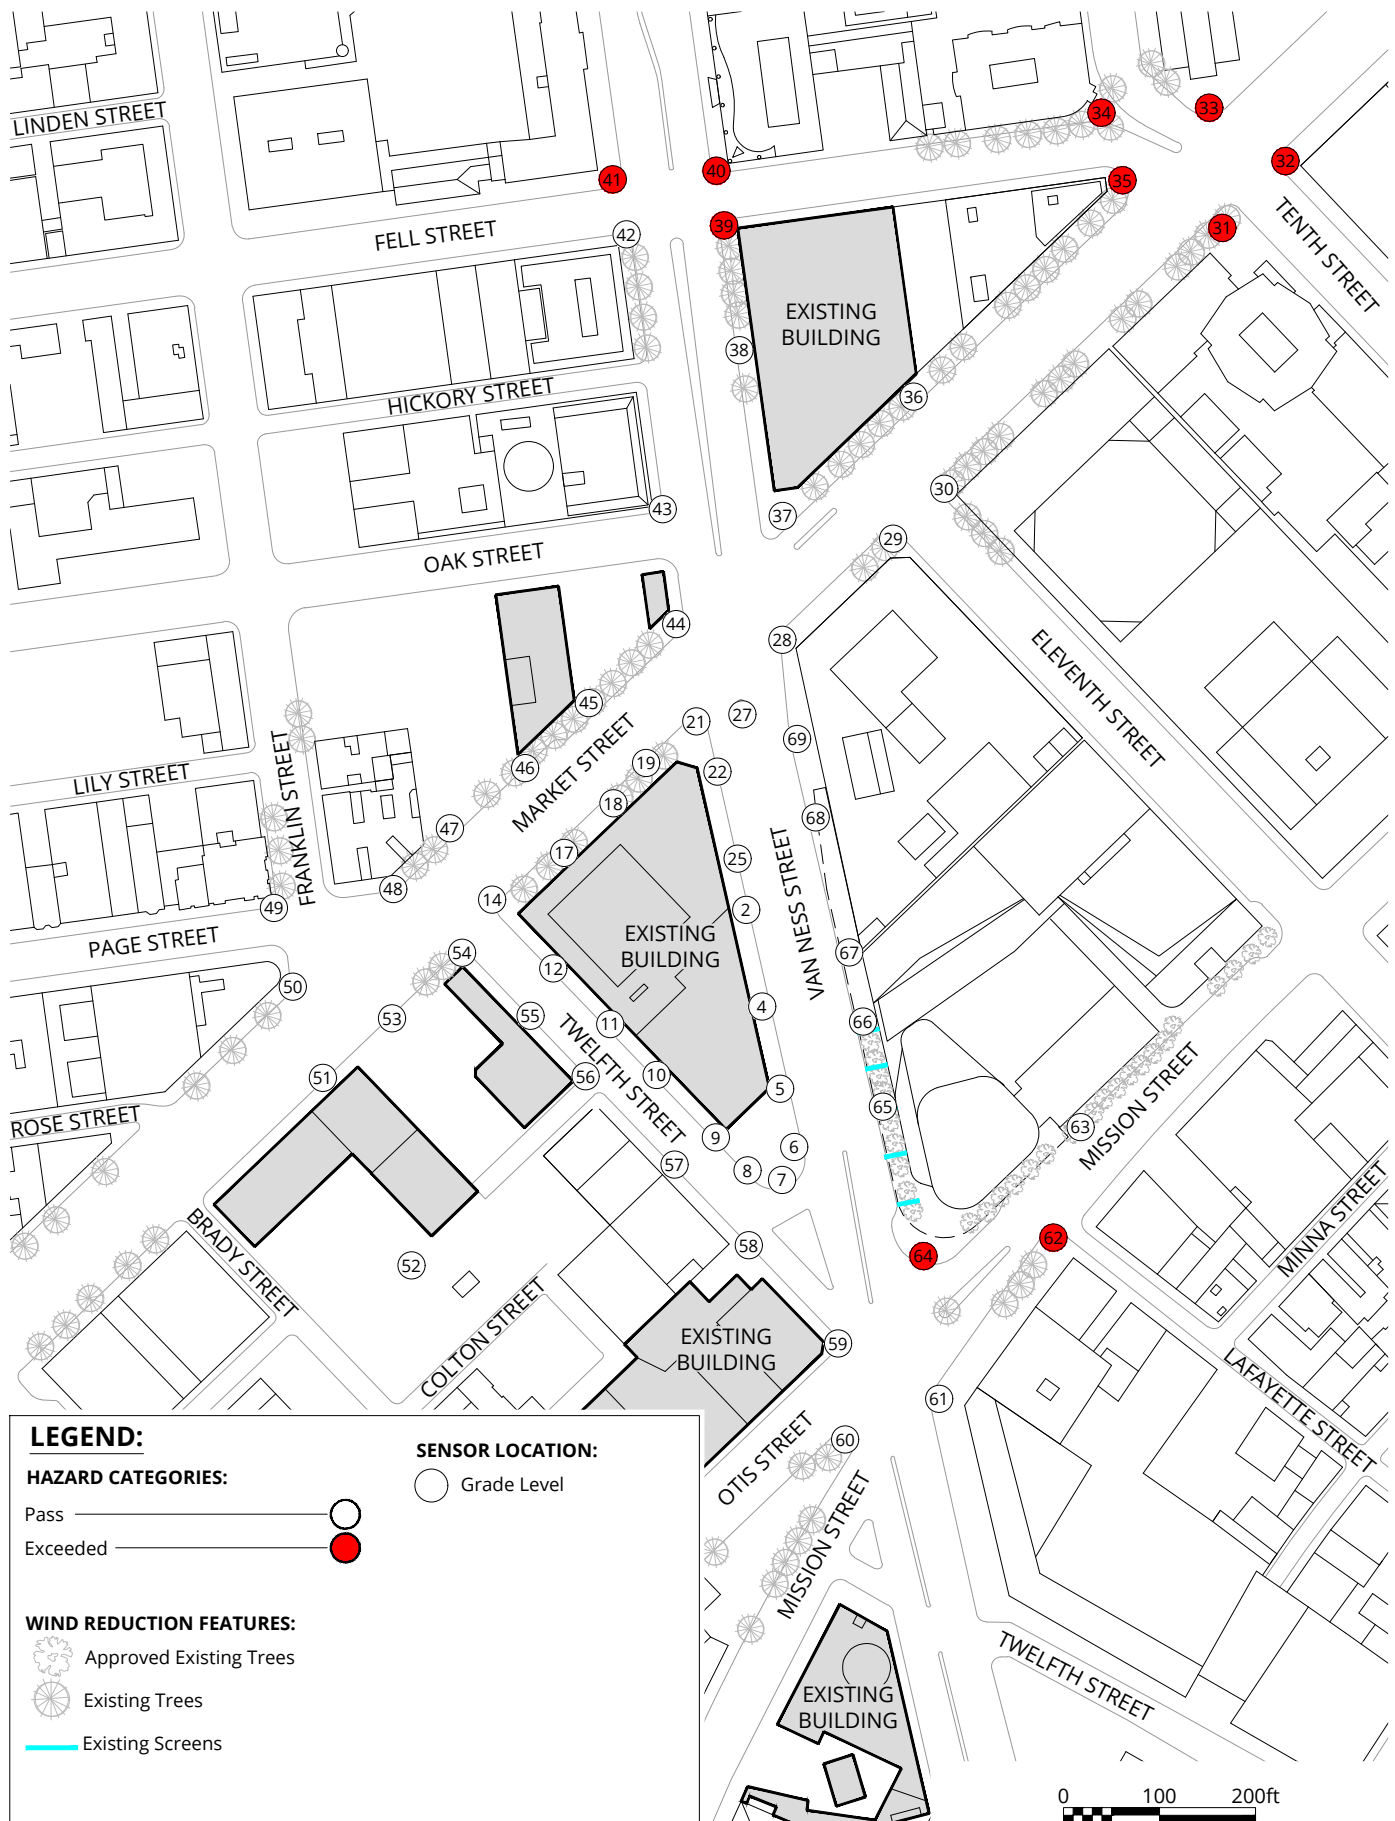 LINDEN STREET
34
33
41
40
32
35
39
31
42
FELL STREET
TENTH STREET
EXISTING
BUILDING
38
HICKORY STREET
36
30
43
37
29
OAK STREET
44
28
ELEVENTH STREET
45
21
27
69
MARKET STREET
46
19
22
LILY STREET
FRANKLIN STREET
18
68
47
17
25
VAN NESS STREET
48
14
49
2
PAGE STREET
EXISTING
BUILDING
54
67
12
50
4
53
55
11
66
TWELFTH STREET
51
56
10
5
65
ROSE STREET
63
9
MISSION STREET
6
57
8
7
MINNA STREET
BRADY STREET
58
62
64
52
COLTON STREET
EXISTING
BUILDING
59
LAFAYETTE STREET
61
60
OTIS STREET
MISSION STREET
TWELFTH STREET
EXISTING
BUILDING
LEGEND:
HAZARD CATEGORIES:
SENSOR LOCATION:
Grade Level
Pass
Exceeded
WIND REDUCTION FEATURES:
Approved Existing Trees
Existing Trees
Existing Screens
0 100 200ft